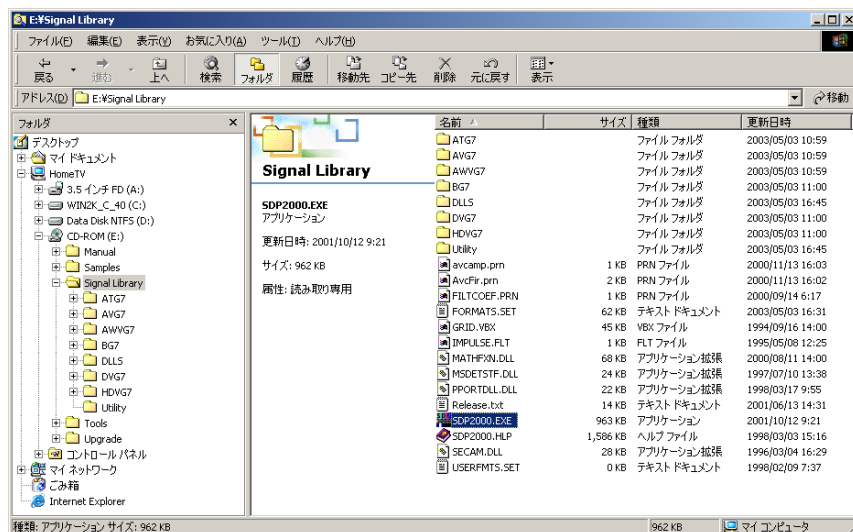 E:¥Signal Library
ファイル(F) 編集(E) 表示(V) お気に入り(A) ツール(T) ヘルプ(H)
戻る 進む 上へ 検索 フォルダ 履歴 移動先 コピー先 削除 元に戻す 表示
アドレス(D) E:¥Signal Library 移動
フォルダ
デスクトップ
マイ ドキュメント
HomeTV
3.5 インチ FD (A:)
WIN2K_C_40 (C:)
Data Disk NTFS (D:)
CD-ROM (E:)
Manual
Samples
Signal Library
ATG7
AVG7
AWVG7
BG7
DLLS
DVG7
HDVG7
Utility
Tools
Upgrade
コントロール パネル
マイ ネットワーク
ごみ箱
Internet Explorer
Signal Library
SDP2000.EXE
アプリケーション
更新日時: 2001/10/12 9:21
サイズ: 962 KB
属性: 読み取り専用
名前 サイズ 種類 更新日時
ATG7 ファイル フォルダ 2003/05/03 10:59
AVG7 ファイル フォルダ 2003/05/03 10:59
AWVG7 ファイル フォルダ 2003/05/03 10:59
BG7 ファイル フォルダ 2003/05/03 11:00
DLLS ファイル フォルダ 2003/05/03 16:45
DVG7 ファイル フォルダ 2003/05/03 11:00
HDVG7 ファイル フォルダ 2003/05/03 11:00
Utility ファイル フォルダ 2003/05/03 16:45
avcamp.prn 1 KB PRN ファイル 2000/11/13 16:03
AvcFir.prn 2 KB PRN ファイル 2000/11/13 16:02
FILTCOEF.PRN 1 KB PRN ファイル 2000/09/14 6:17
FORMATS.SET 62 KB テキスト ドキュメント 2003/05/03 16:31
GRID.VBX 45 KB VBX ファイル 1994/09/16 14:00
IMPULSE.FLT 1 KB FLT ファイル 1995/05/08 12:25
MATHFXN.DLL 68 KB アプリケーション拡張 2000/08/11 14:00
MSDETSTF.DLL 24 KB アプリケーション拡張 1997/07/10 13:38
PPORTDLL.DLL 22 KB アプリケーション拡張 1998/03/17 9:55
Release.txt 14 KB テキスト ドキュメント 2001/06/13 14:31
SDP2000.EXE 963 KB アプリケーション 2001/10/12 9:21
SDP2000.HLP 1,586 KB ヘルプ ファイル 1998/03/03 15:16
SECAM.DLL 28 KB アプリケーション拡張 1996/03/04 16:29
USERFMTS.SET 0 KB テキスト ドキュメント 1998/02/09 7:37
種類: アプリケーション サイズ: 962 KB 962 KB マイ コンピュータ